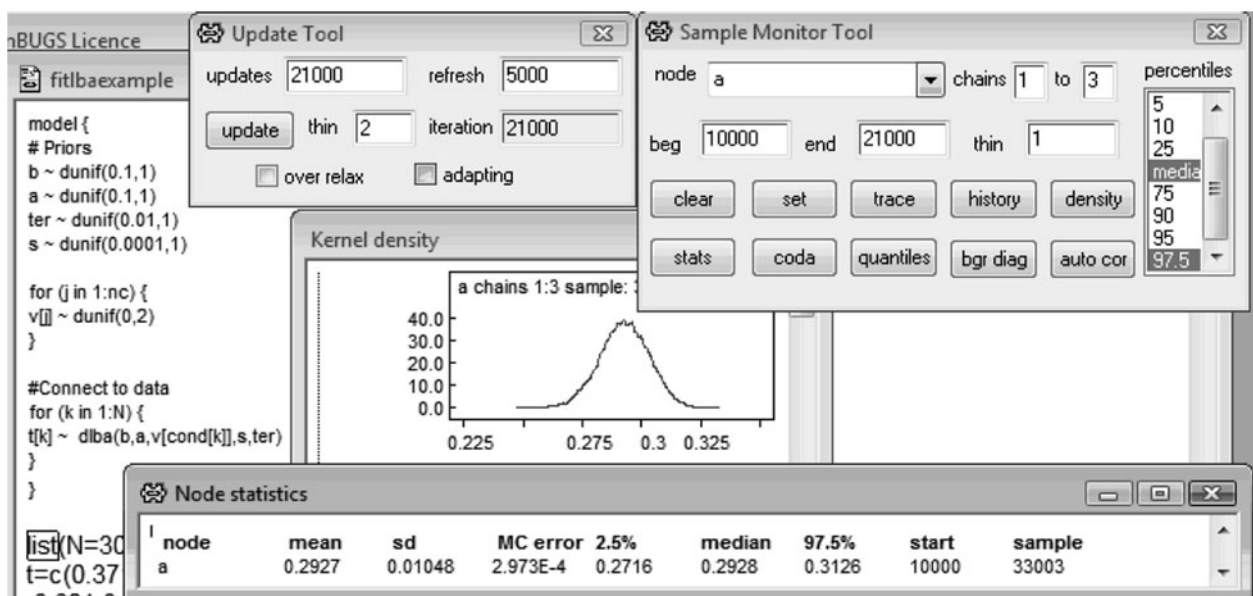 nBUGS Licence
fitlbaexample
model {
# Priors
b ~ dunif(0.1,1)
a ~ dunif(0.1,1)
ter ~ dunif(0.01,1)
s ~ dunif(0.0001,1)
for (j in 1:nc) {
v[j] ~ dunif(0,2)
}
#Connect to data
for (k in 1:N) {
t[k] ~ dlba(b,a,v[cond[k]],s,ter)
}
}
list(N=30
t=c(0.37
Update Tool
updates 21000 refresh 5000
update thin 2 iteration 21000
over relax adapting
Sample Monitor Tool
node a chains 1 to 3 percentiles
beg 10000 end 21000 thin 1
clear set trace history density
stats coda quantiles bgr diag auto cor
5
10
25
media
75
90
95
97.5
Kernel density
a chains 1:3 sample:
40.0
30.0
20.0
10.0
0.0
0.225 0.275 0.3 0.325
Node statistics
node mean sd MC error 2.5% median 97.5% start sample
a 0.2927 0.01048 2.973E-4 0.2716 0.2928 0.3126 10000 33003